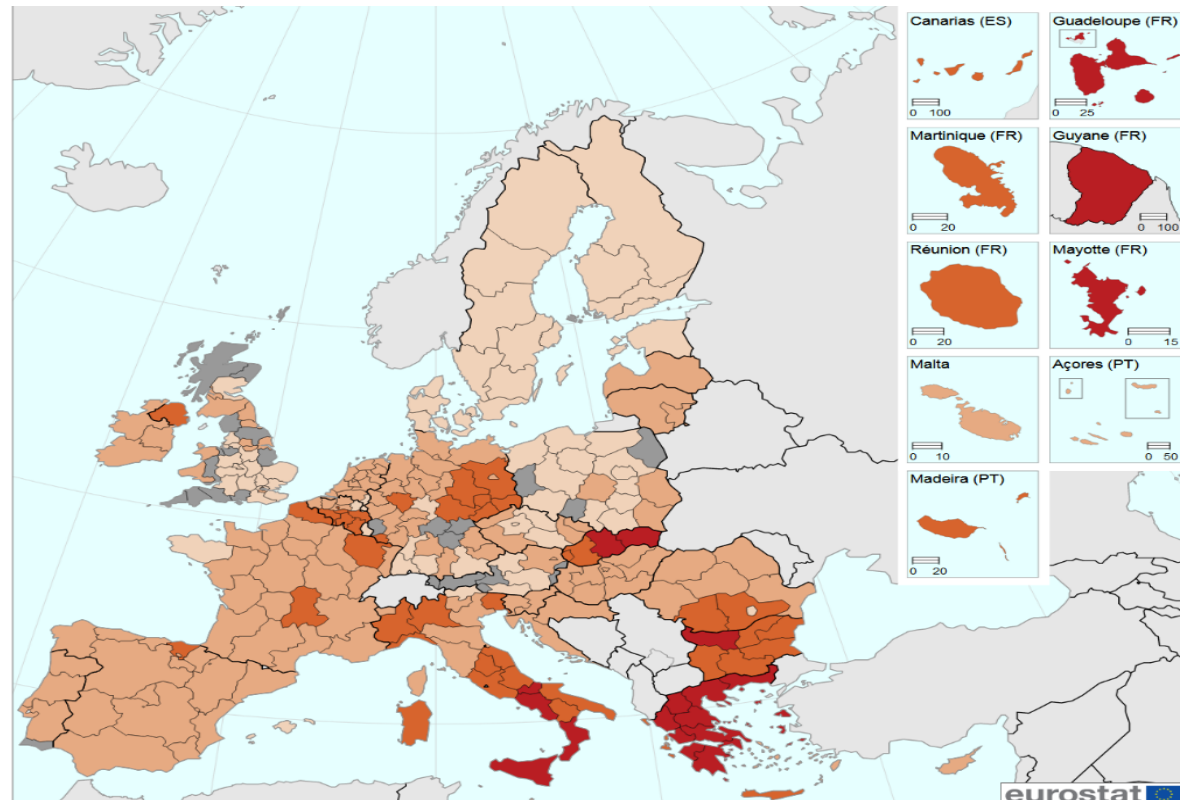 Canarias (ES)
0 100
Guadeloupe (FR)
0 25
Martinique (FR)
0 20
Guyane (FR)
0 100
Réunion (FR)
0 20
Mayotte (FR)
0 15
Malta
0 10
Açores (PT)
0 50
Madeira (PT)
0 20
eurostat